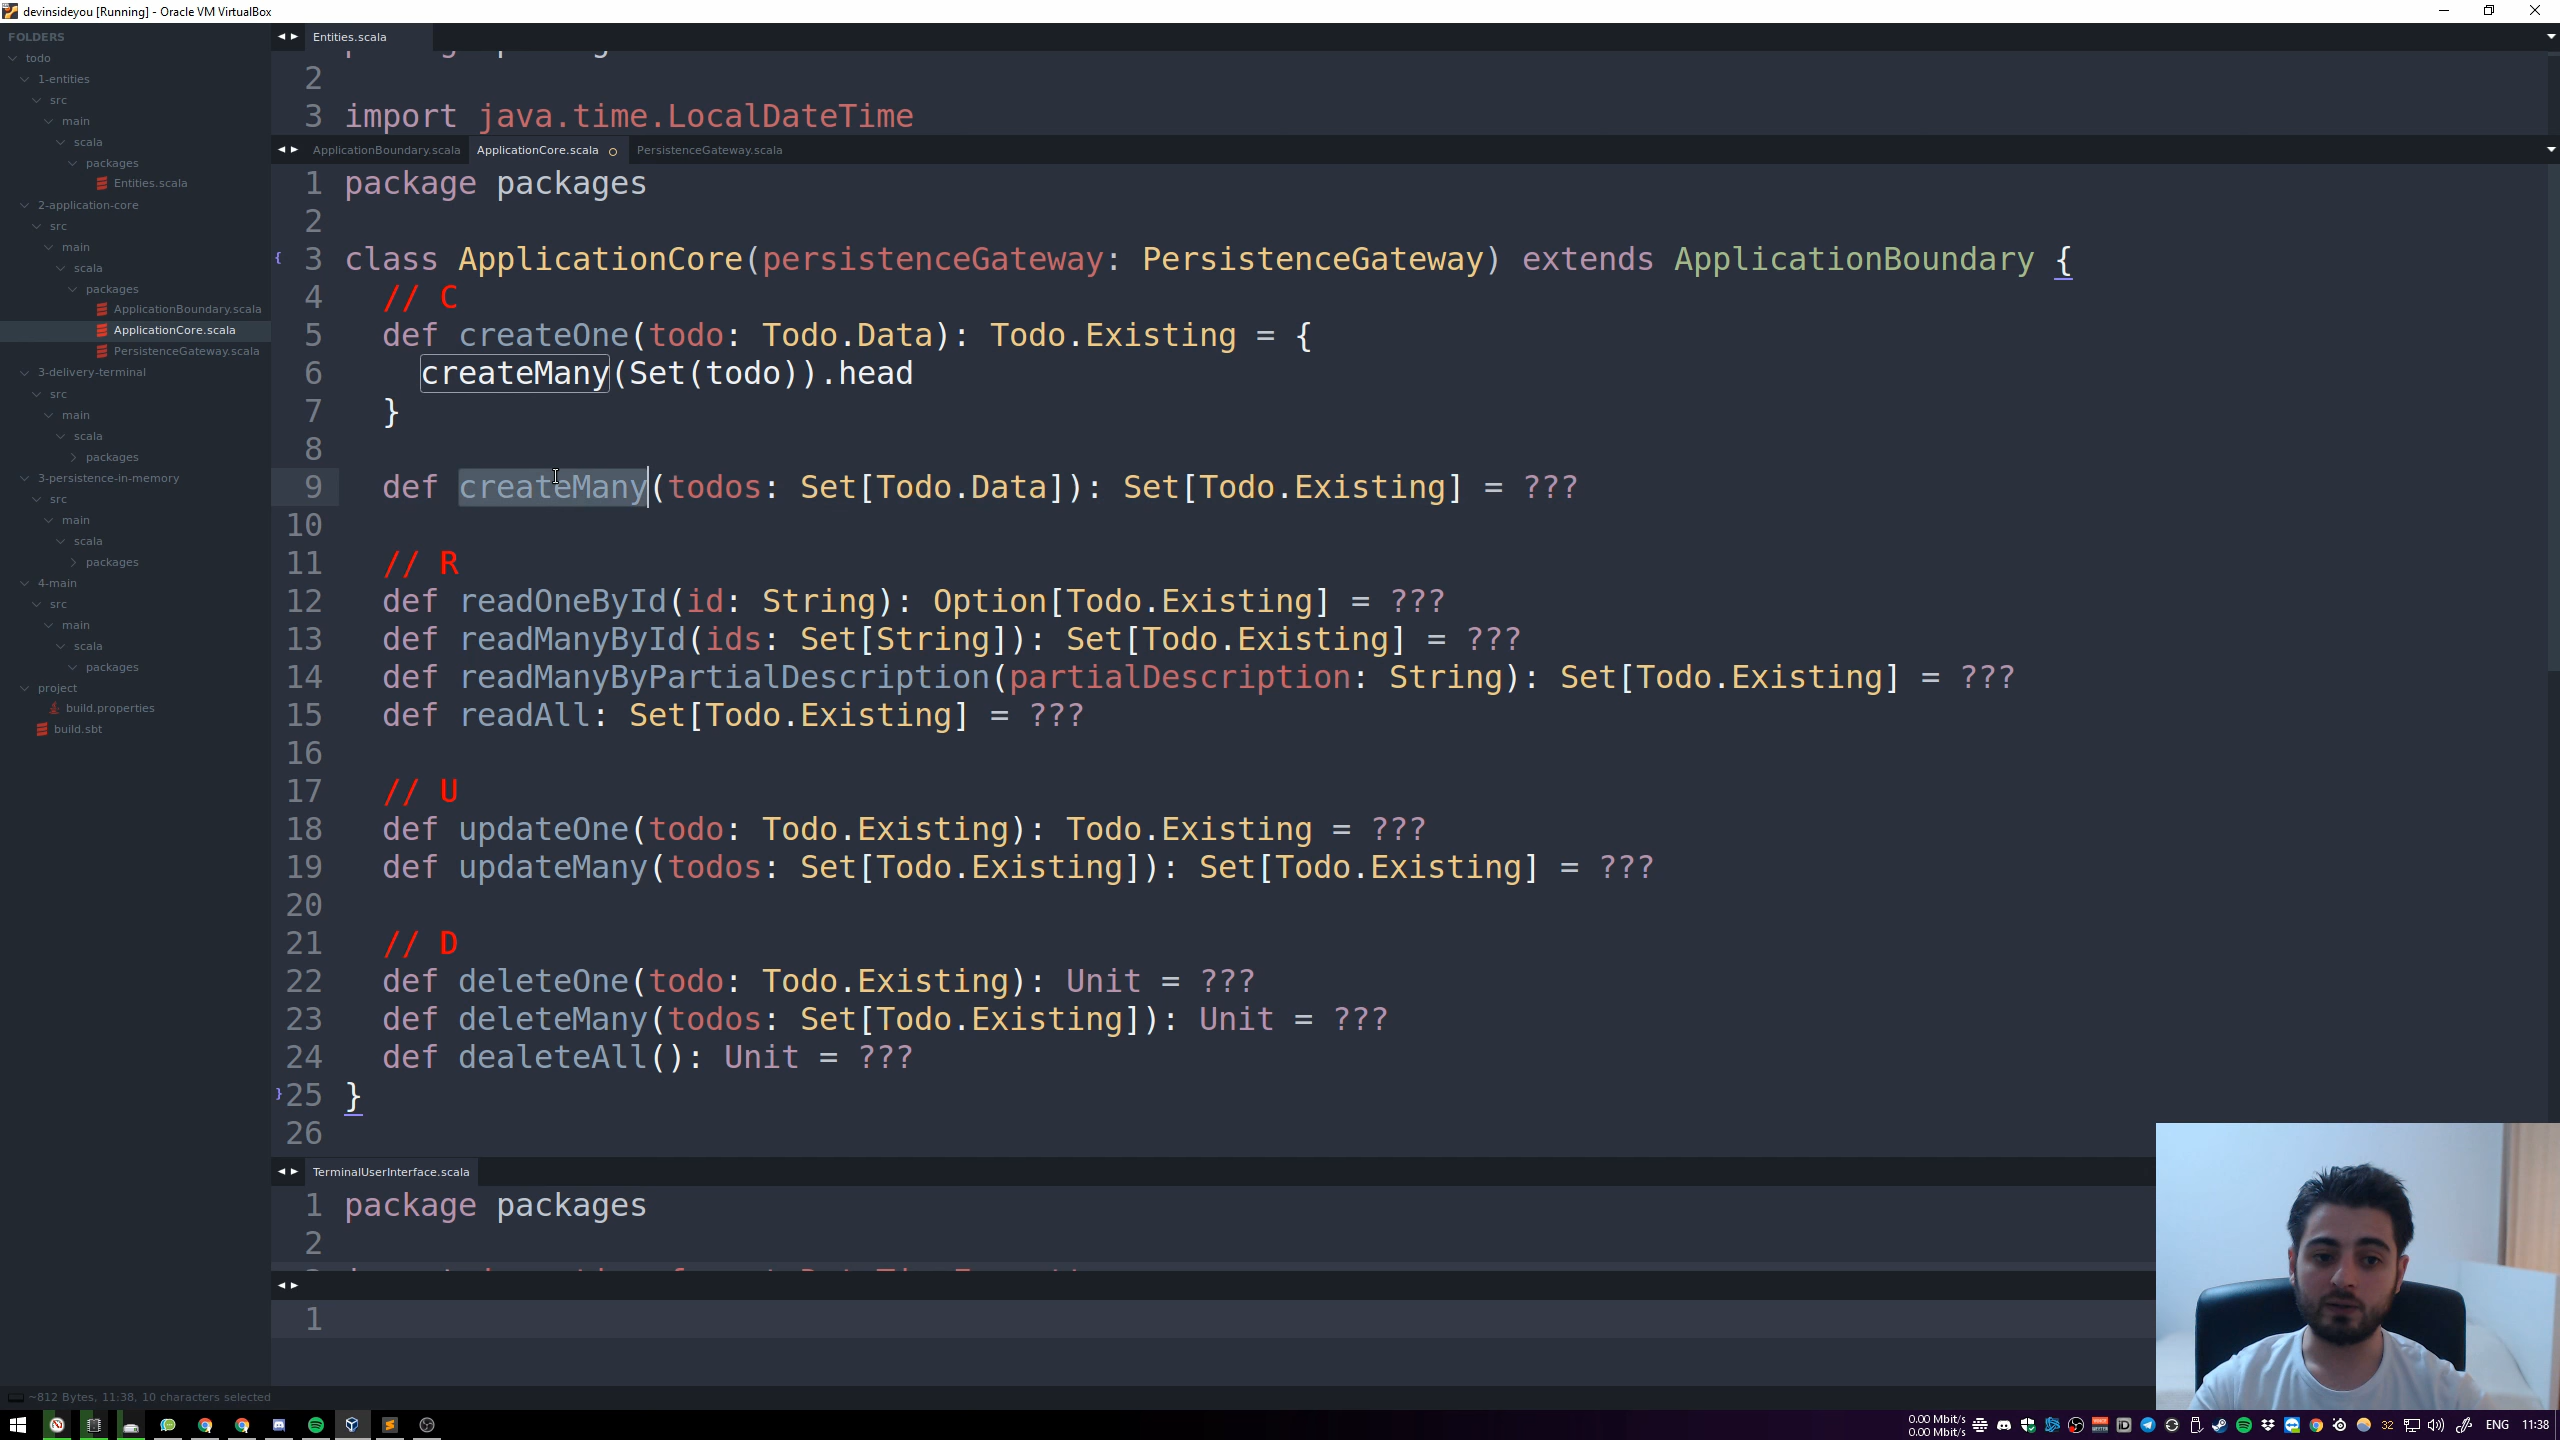 devinsideyou [Running] - Oracle VM VirtualBox
FOLDERS
todo
1-entities
src
main
scala
packages
Entities.scala
2-application-core
src
main
scala
packages
ApplicationBoundary.scala
ApplicationCore.scala
PersistenceGateway.scala
3-delivery-terminal
src
main
scala
packages
3-persistence-in-memory
src
main
scala
packages
4-main
src
main
scala
packages
project
build.properties
build.sbt
Entities.scala
2
3 import java.time.LocalDateTime
ApplicationBoundary.scala ApplicationCore.scala PersistenceGateway.scala
1 package packages
2
{ 3 class ApplicationCore(persistenceGateway: PersistenceGateway) extends ApplicationBoundary {
4 // C
5 def createOne(todo: Todo.Data): Todo.Existing = {
6 createMany(Set(todo)).head
7 }
8
9 def createMany(todos: Set[Todo.Data]): Set[Todo.Existing] = ???
10
11 // R
12 def readOneById(id: String): Option[Todo.Existing] = ???
13 def readManyById(ids: Set[String]): Set[Todo.Existing] = ???
14 def readManyByPartialDescription(partialDescription: String): Set[Todo.Existing] = ???
15 def readAll: Set[Todo.Existing] = ???
16
17 // U
18 def updateOne(todo: Todo.Existing): Todo.Existing = ???
19 def updateMany(todos: Set[Todo.Existing]): Set[Todo.Existing] = ???
20
21 // D
22 def deleteOne(todo: Todo.Existing): Unit = ???
23 def deleteMany(todos: Set[Todo.Existing]): Unit = ???
24 def dealeteAll(): Unit = ???
} 25 }
26
TerminalUserInterface.scala
1 package packages
2
1
~812 Bytes, 11:38, 10 characters selected
0.00 Mbit/s
0.00 Mbit/s
32 ENG 11:38